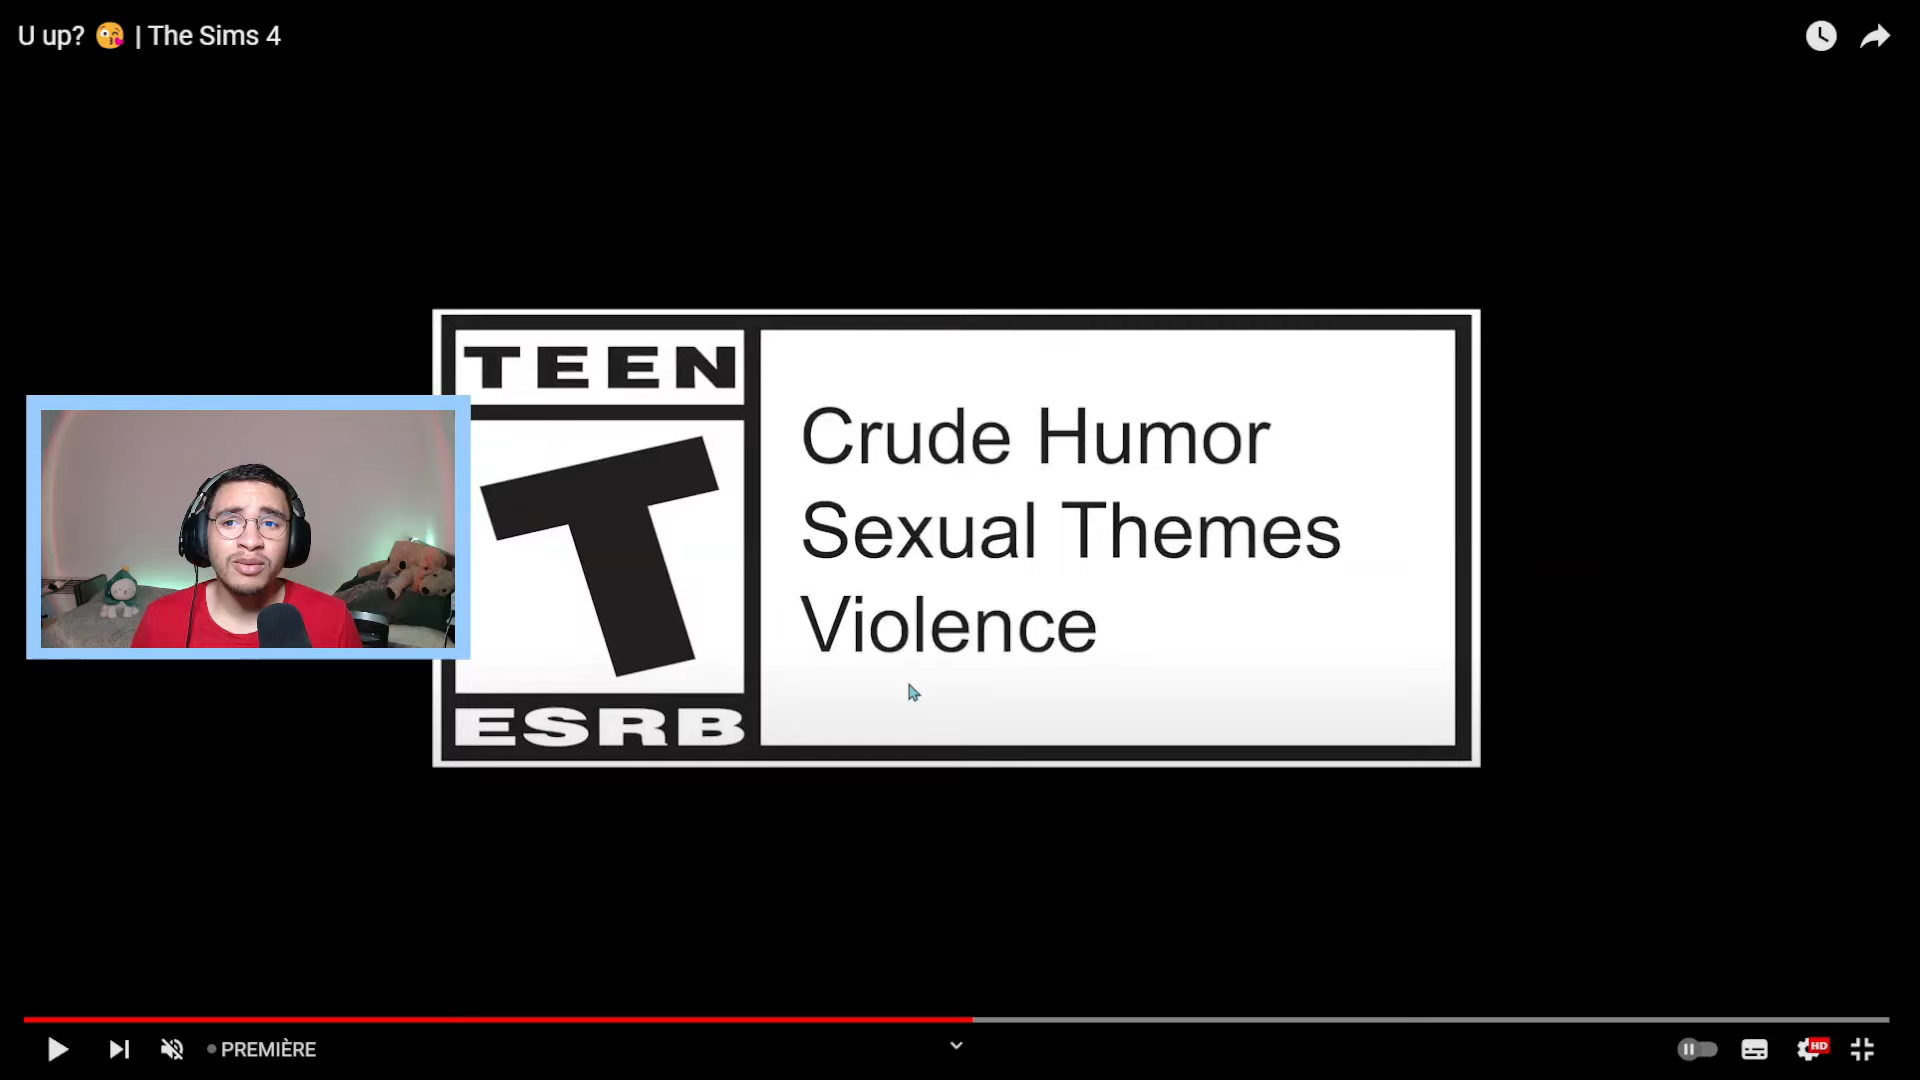 U up? 😘 | The Sims 4
TEEN
T
ESRB
Crude Humor
Sexual Themes
Violence
PREMIÈRE
HD